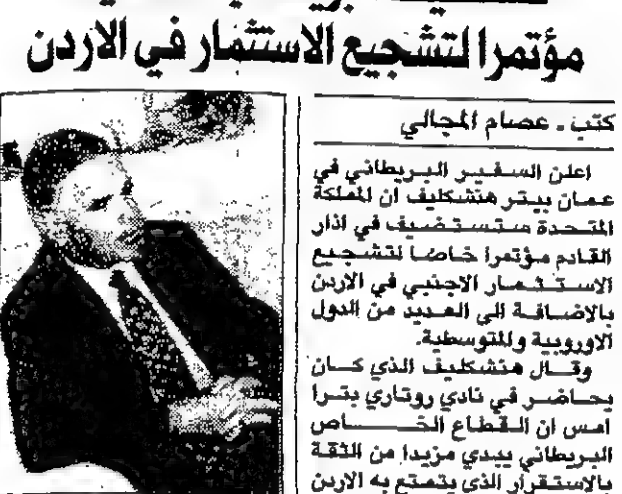 مؤتمرا لتشجيع الاستثمار في الاردن
كتب - عصام المجالي
اعلن السفير البريطاني في
عمان بيتر هنشكليف ان المملكة
المتحدة ستستضيف في اذار
القادم مؤتمرا خاصا لتشجيع
الاستثمار الاجنبي في الاردن
بالاضافة الى العديد من الدول
الاوروبية والمتوسطية.
وقال هنشكليف الذي كان
يحاضر في نادي روتاري بترا
امس ان القطاع الخاص
البريطاني يبدي مزيدا من الثقة
بالاستقرار الذي يتمتع به الاردن